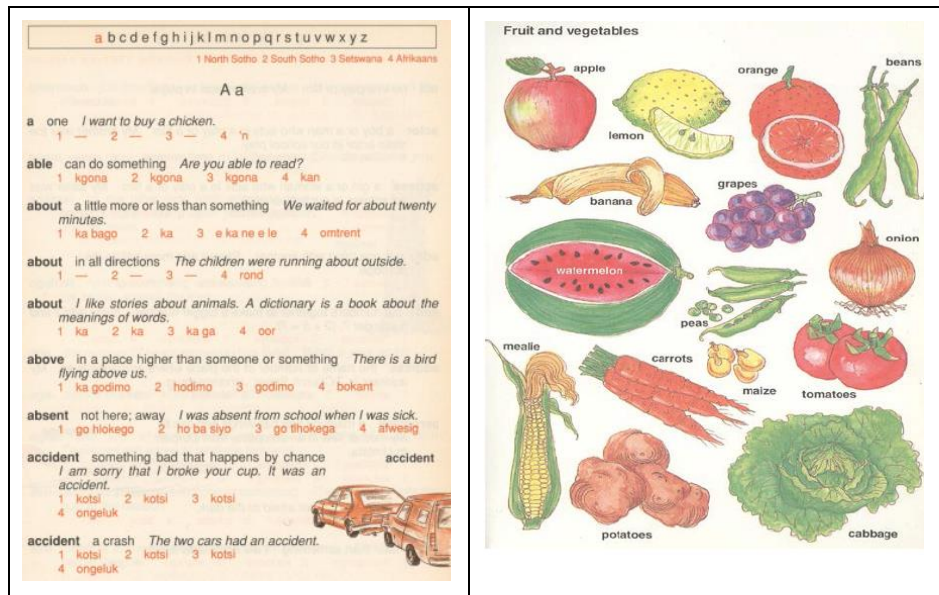 a b c d e f g h i j k l m n o p q r s t u v w x y z
1 North Sotho 2 South Sotho 3 Setswana 4 Afrikaans
A a
a one I want to buy a chicken.
1 — 2 — 3 — 4 'n
able can do something Are you able to read?
1 kgona 2 kgona 3 kgona 4 kan
about a little more or less than something We waited for about twenty
minutes.
1 ka bago 2 ka 3 e ka ne e le 4 omtrent
about in all directions The children were running about outside.
1 — 2 — 3 — 4 rond
about I like stories about animals. A dictionary is a book about the
meanings of words.
1 ka 2 ka 3 ka ga 4 oor
above in a place higher than someone or something There is a bird
flying above us.
1 ka godimo 2 hodimo 3 godimo 4 bokant
absent not here; away I was absent from school when I was sick.
1 go hlokego 2 ho ba siyo 3 go tlhokega 4 afwesig
accident something bad that happens by chance
I am sorry that I broke your cup. It was an
accident.
1 kotsi 2 kotsi 3 kotsi
4 ongeluk
accident
accident a crash The two cars had an accident.
1 kotsi 2 kotsi 3 kotsi
4 ongeluk
Fruit and vegetables
apple
orange
beans
lemon
grapes
banana
onion
watermelon
peas
mealie
carrots
maize
tomatoes
potatoes
cabbage